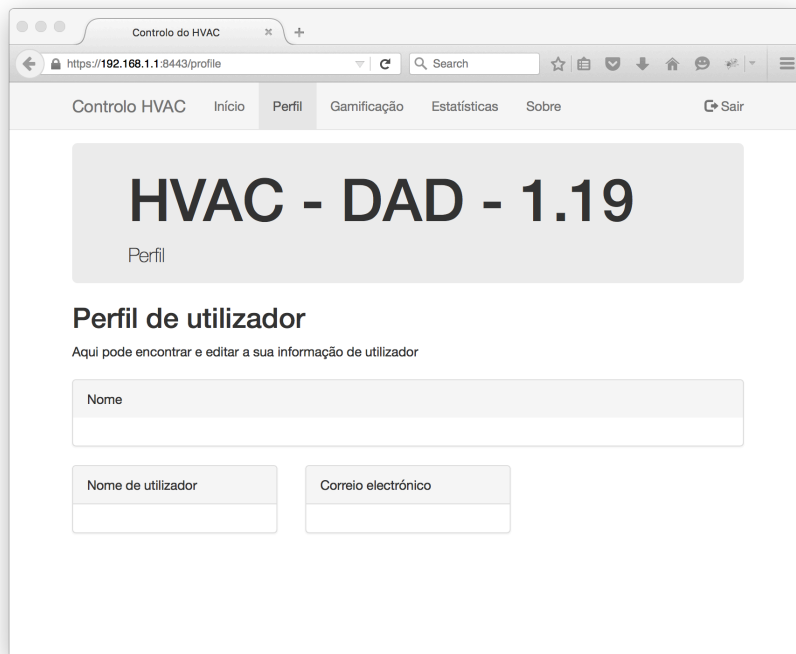 Controlo do HVAC
https://192.168.1.1:8443/profile
Search
Controlo HVAC Início Perfil Gamificação Estatísticas Sobre Sair
HVAC - DAD - 1.19
Perfil
Perfil de utilizador
Aqui pode encontrar e editar a sua informação de utilizador
Nome
Nome de utilizador Correio electrónico